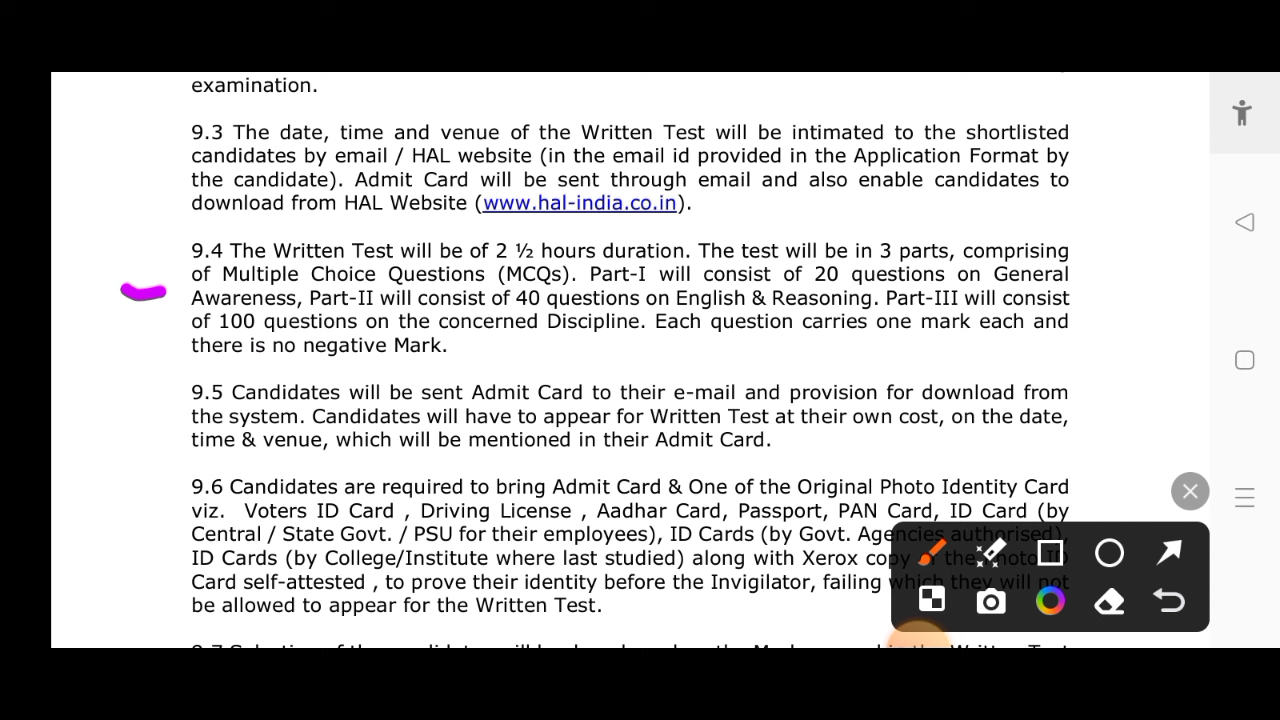 examination.
9.3 The date, time and venue of the Written Test will be intimated to the shortlisted
candidates by email / HAL website (in the email id provided in the Application Format by
the candidate). Admit Card will be sent through email and also enable candidates to
download from HAL Website (www.hal-india.co.in).
9.4 The Written Test will be of 2 ½ hours duration. The test will be in 3 parts, comprising
of Multiple Choice Questions (MCQs). Part-I will consist of 20 questions on General
Awareness, Part-II will consist of 40 questions on English & Reasoning. Part-III will consist
of 100 questions on the concerned Discipline. Each question carries one mark each and
there is no negative Mark.
9.5 Candidates will be sent Admit Card to their e-mail and provision for download from
the system. Candidates will have to appear for Written Test at their own cost, on the date,
time & venue, which will be mentioned in their Admit Card.
9.6 Candidates are required to bring Admit Card & One of the Original Photo Identity Card
viz. Voters ID Card , Driving License , Aadhar Card, Passport, PAN Card, ID Card (by
Central / State Govt. / PSU for their employees), ID Cards (by Govt. Agencies authorised),
ID Cards (by College/Institute where last studied) along with Xerox copy of the Photo ID
Card self-attested , to prove their identity before the Invigilator, failing which they will not
be allowed to appear for the Written Test.